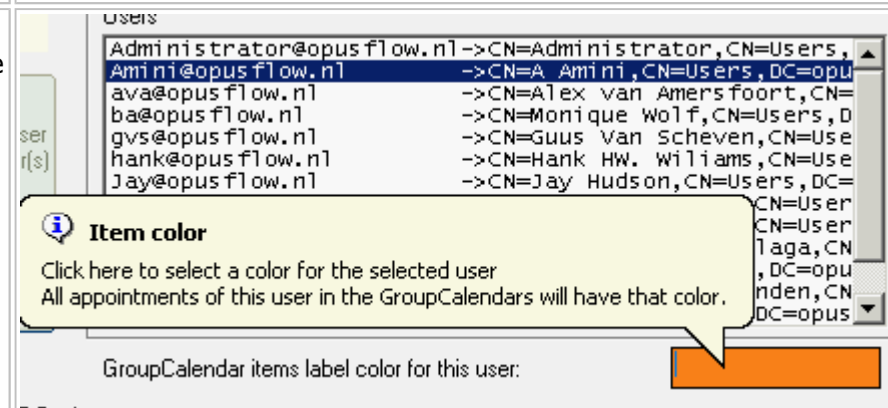 Users
e
Administrator@opusflow.nl->CN=Administrator,CN=Users,
Amini@opusflow.nl ->CN=A Amini,CN=Users,DC=opu
ava@opusflow.nl ->CN=Alex van Amersfoort,CN=
ba@opusflow.nl ->CN=Monique Wolf,CN=Users,D
ser
gvs@opusflow.nl ->CN=Guus Van Scheven,CN=Use
r(s)
hank@opusflow.nl ->CN=Hank HW. Wiliams,CN=Use
Jay@opusflow.nl ->CN=Jay Hudson,CN=Users,DC=
CN=User
CN=User
laga,CN
,DC=opu
nden,CN
DC=opus
Item color
Click here to select a color for the selected user
All appointments of this user in the GroupCalendars will have that color.
GroupCalendar items label color for this user: